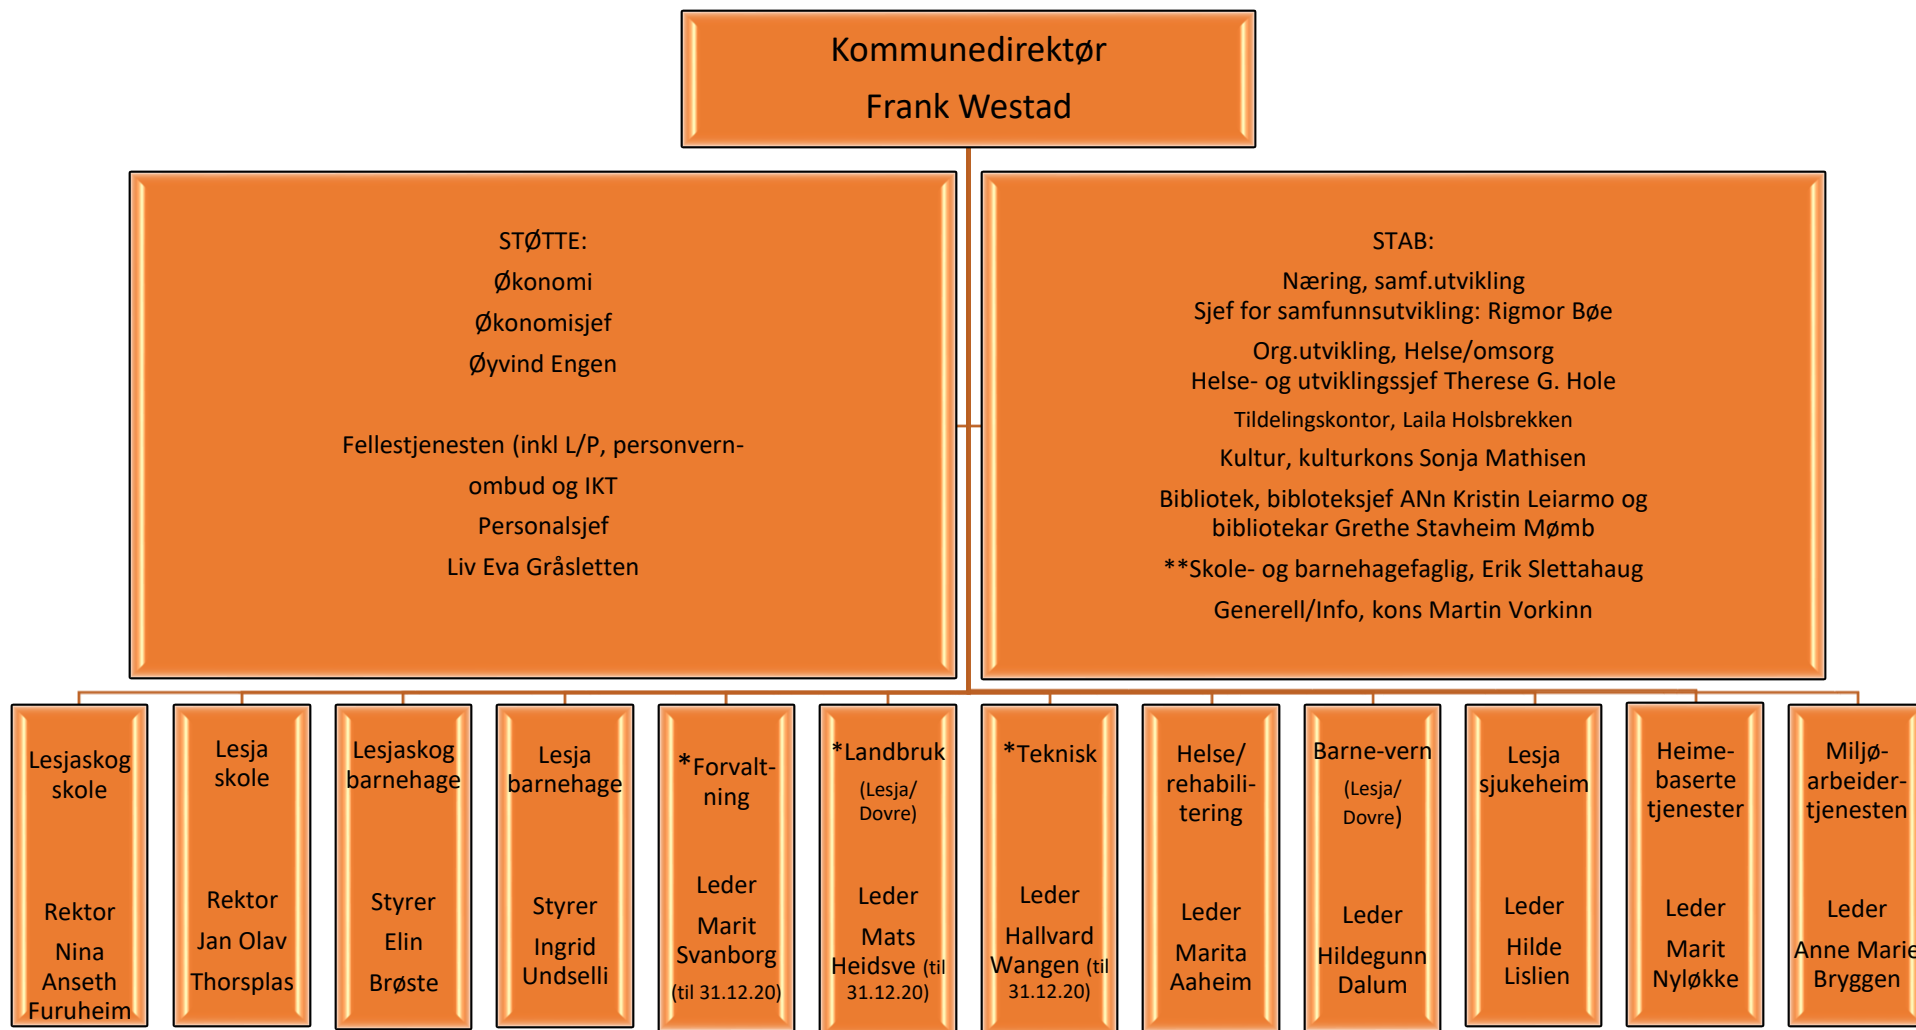 Kommunedirektør
Frank Westad
STØTTE:
Økonomi
Økonomisjef
Øyvind Engen
Fellestjenesten (inkl L/P, personvern-
ombud og IKT
Personalsjef
Liv Eva Gråsletten
STAB:
Næring, samf.utvikling
Sjef for samfunnsutvikling: Rigmor Bøe
Org.utvikling, Helse/omsorg
Helse- og utviklingssjef Therese G. Hole
Tildelingskontor, Laila Holsbrekken
Kultur, kulturkons Sonja Mathisen
Bibliotek, bibloteksjef ANn Kristin Leiarmo og
bibliotekar Grethe Stavheim Mømb
**Skole- og barnehagefaglig, Erik Slettahaug
Generell/Info, kons Martin Vorkinn
Lesjaskog
skole
Rektor
Nina
Anseth
Furuheim
Lesja
skole
Rektor
Jan Olav
Thorsplas
Lesjaskog
barnehage
Styrer
Elin
Brøste
Lesja
barnehage
Styrer
Ingrid
Undselli
*Forvalt-
ning
Leder
Marit
Svanborg
(til 31.12.20)
*Landbruk
(Lesja/
Dovre)
Leder
Mats
Heidsve (til
31.12.20)
*Teknisk
Leder
Hallvard
Wangen (til
31.12.20)
Helse/
rehabili-
tering
Leder
Marita
Aaheim
Barne-vern
(Lesja/
Dovre)
Leder
Hildegunn
Dalum
Lesja
sjukeheim
Leder
Hilde
Lislien
Heime-
baserte
tjenester
Leder
Marit
Nyløkke
Miljø-
arbeider-
tjenesten
Leder
Anne Marie
Bryggen